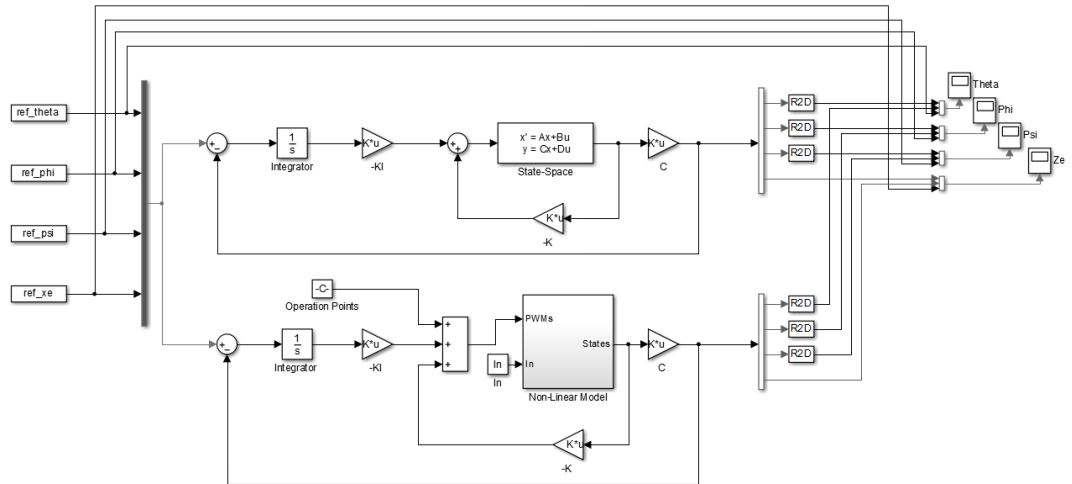 ref_theta
ref_phi
ref_psi
ref_xe
+
-
1
s
Integrator
K*u
-KI
+
+
x' = Ax+Bu
y = Cx+Du
State-Space
K*u
C
K*u
-K
R2D
R2D
R2D
Theta
Phi
Psi
Ze
+
-
1
s
Integrator
K*u
-KI
-C-
Operation Points
+
+
+
In
In
PWMs
In
States
Non-Linear Model
K*u
C
K*u
-K
R2D
R2D
R2D